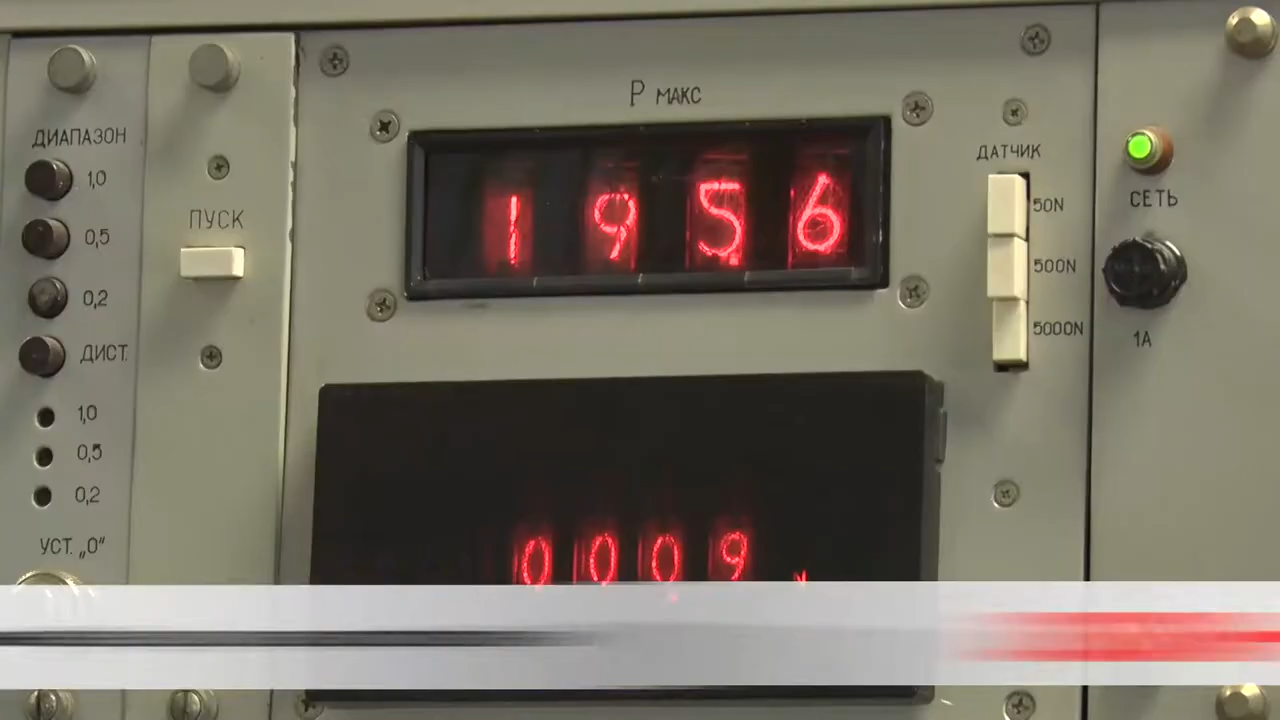 ДИАПАЗОН
1,0
0,5
0,2
ДИСТ.
1,0
0,5
0,2
УСТ. „0"
ПУСК
P МАКС
1956
0009
ДАТЧИК
50N
500N
5000N
СЕТЬ
1А